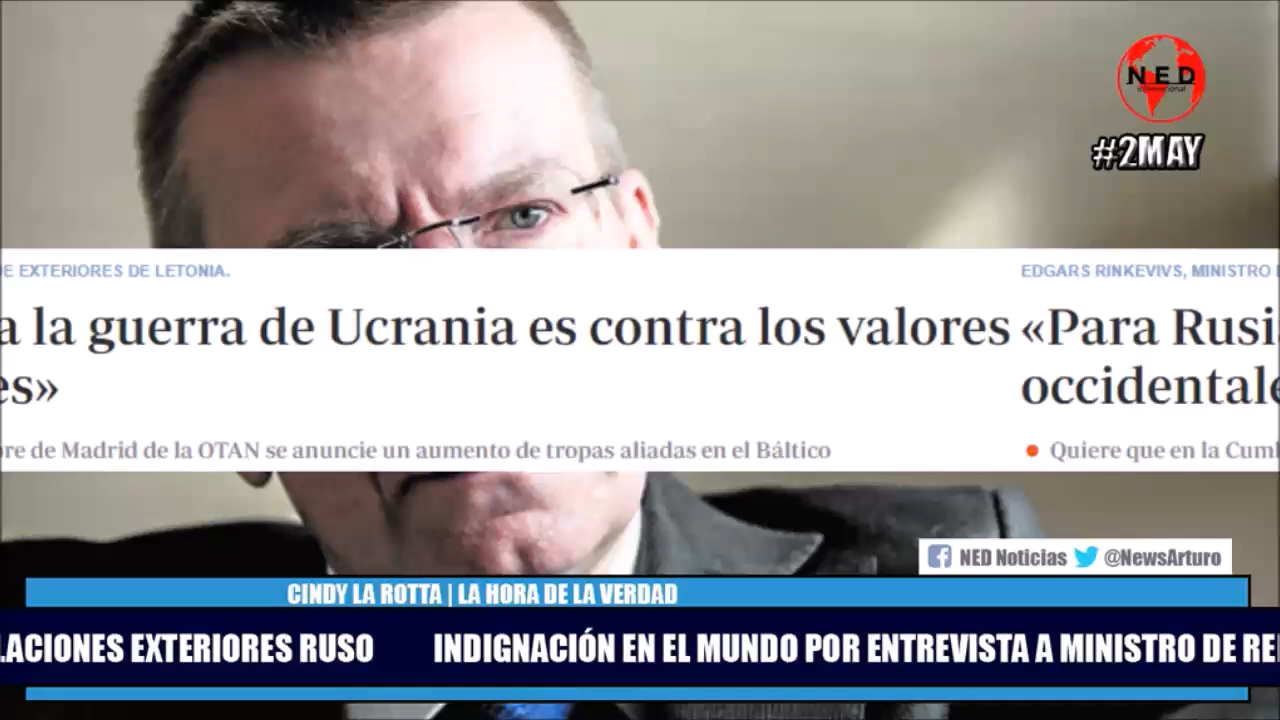 NED
International
#2MAY
E EXTERIORES DE LETONIA.
EDGARS RINKEVIVS, MINISTRO
a la guerra de Ucrania es contra los valores «Para Rusi
es»
occidentale
re de Madrid de la OTAN se anuncie un aumento de tropas aliadas en el Báltico
Quiere que en la Cum
NED Noticias @NewsArturo
CINDY LA ROTTA | LA HORA DE LA VERDAD
LACIONES EXTERIORES RUSO INDIGNACIÓN EN EL MUNDO POR ENTREVISTA A MINISTRO DE RE